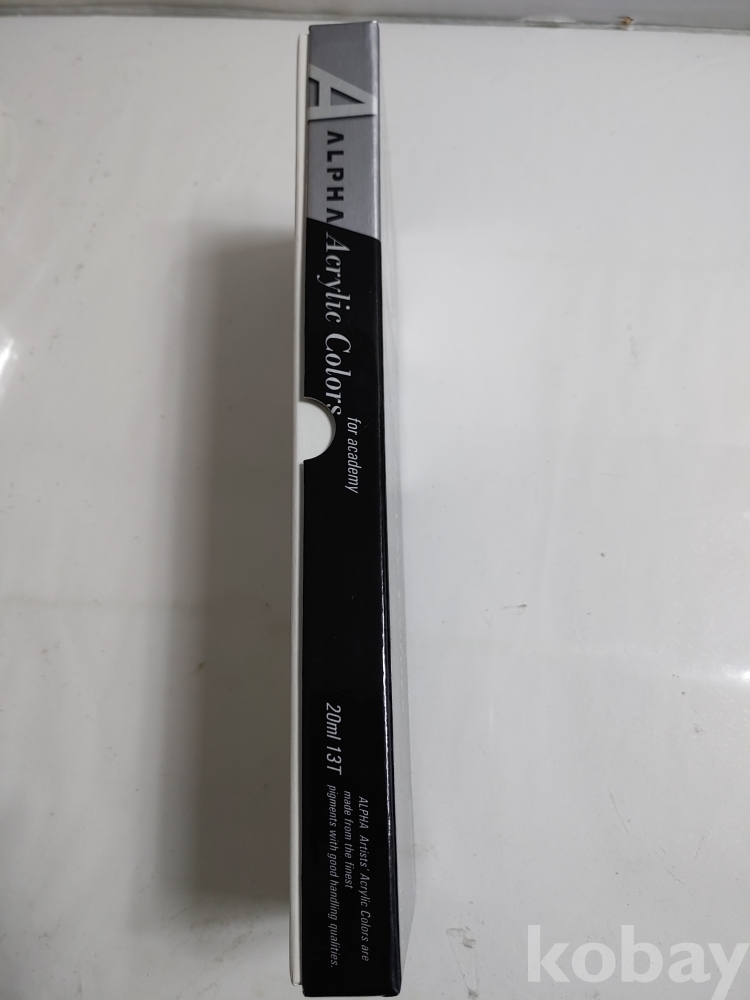 A
ALPHA
Acrylic Colors
for academy
20ml 13T
ALPHA Artists' Acrylic Colors are
made from the finest
pigments with good handling qualities.
kobay